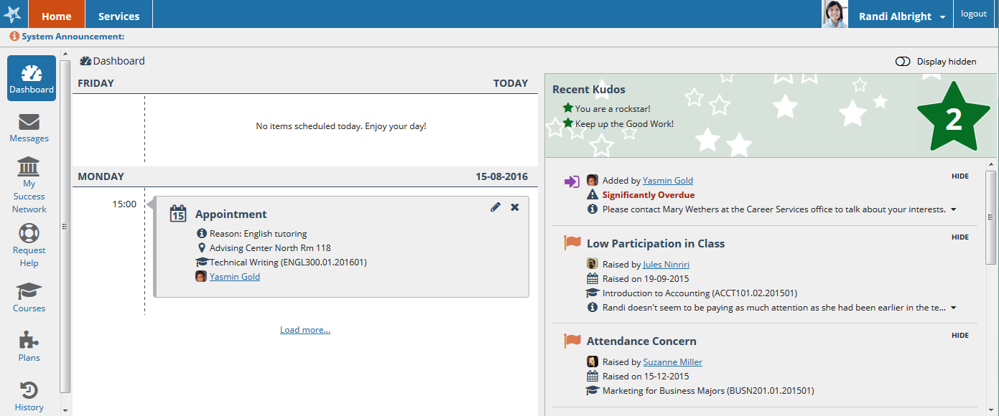 Home
Services
Randi Albright
logout
System Announcement:
Dashboard
Messages
My
Success
Network
Request
Help
Courses
Plans
History
Dashboard
Display hidden
FRIDAY TODAY
No items scheduled today. Enjoy your day!
MONDAY 15-08-2016
15:00
15
Appointment
Reason: English tutoring
Advising Center North Rm 118
Technical Writing (ENGL300.01.201601)
Yasmin Gold
Load more...
Recent Kudos
You are a rockstar!
Keep up the Good Work!
2
Added by Yasmin Gold
HIDE
Significantly Overdue
Please contact Mary Wethers at the Career Services office to talk about your interests.
Low Participation in Class
HIDE
Raised by Jules Ninriri
Raised on 19-09-2015
Introduction to Accounting (ACCT101.02.201501)
Randi doesn't seem to be paying as much attention as she had been earlier in the te...
Attendance Concern
HIDE
Raised by Suzanne Miller
Raised on 15-12-2015
Marketing for Business Majors (BUSN201.01.201501)